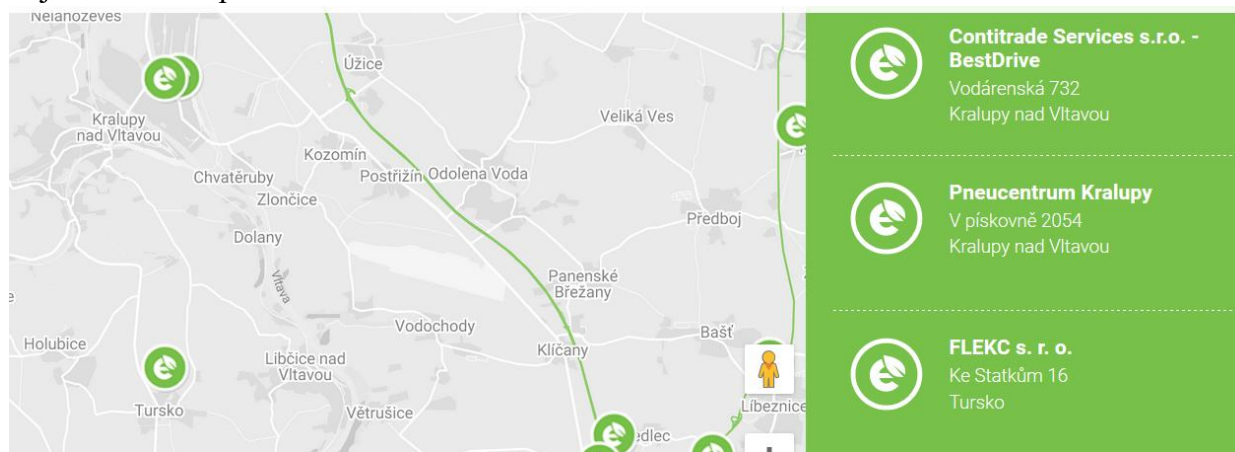 Nelahozeves
Úžice
Kralupy
nad Vltavou
Veliká Ves
Kozomín
Chvatěruby
Postřižín
Odolena Voda
Zlončice
Předboj
Dolany
Vltava
Panenské
Břežany
Vodochody
Holubice
Klíčany
Bašť
Libčice nad
Vltavou
Tursko
Větrušice
Líbeznice
edlec
Contitrade Services s.r.o. -
BestDrive
Vodárenská 732
Kralupy nad Vltavou
Pneucentrum Kralupy
V pískovně 2054
Kralupy nad Vltavou
FLEKC s. r. o.
Ke Statkům 16
Tursko